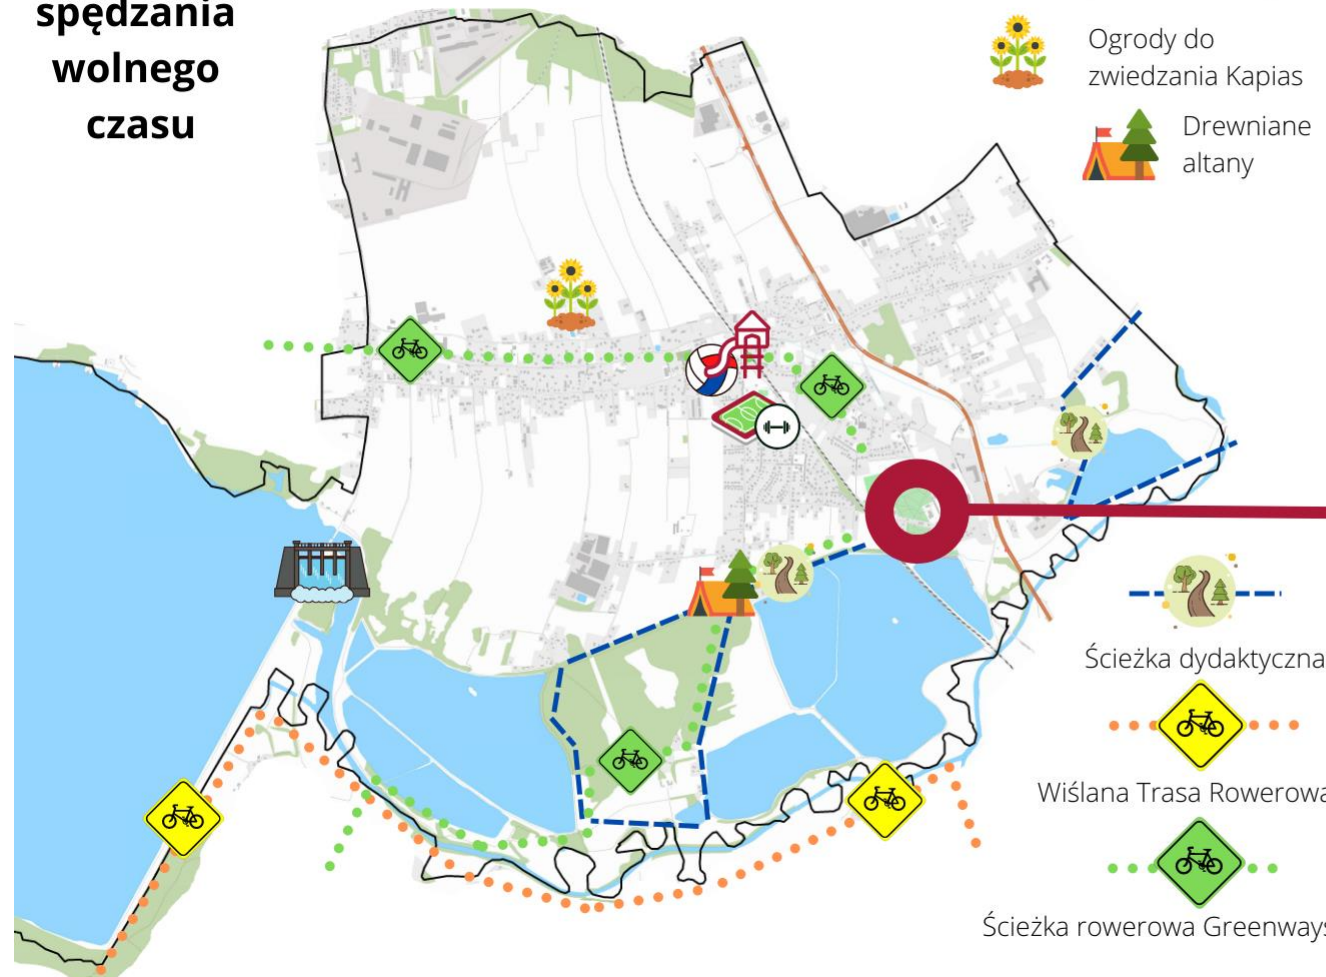 spędzania
wolnego
czasu
Ogrody do
zwiedzania Kapias
Drewniane
altany
Ścieżka dydaktyczna
Wiślana Trasa Rowerowa
Ścieżka rowerowa Greenways